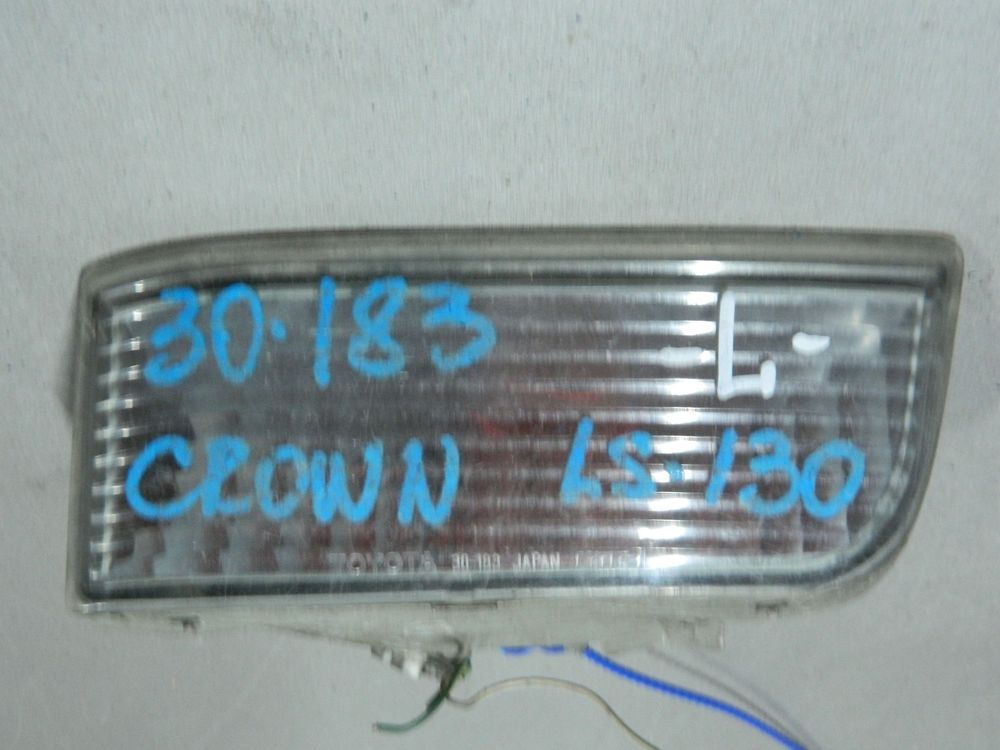 30.183 L-
CROWN LS.130
TOYOTA 30-183 JAPAN